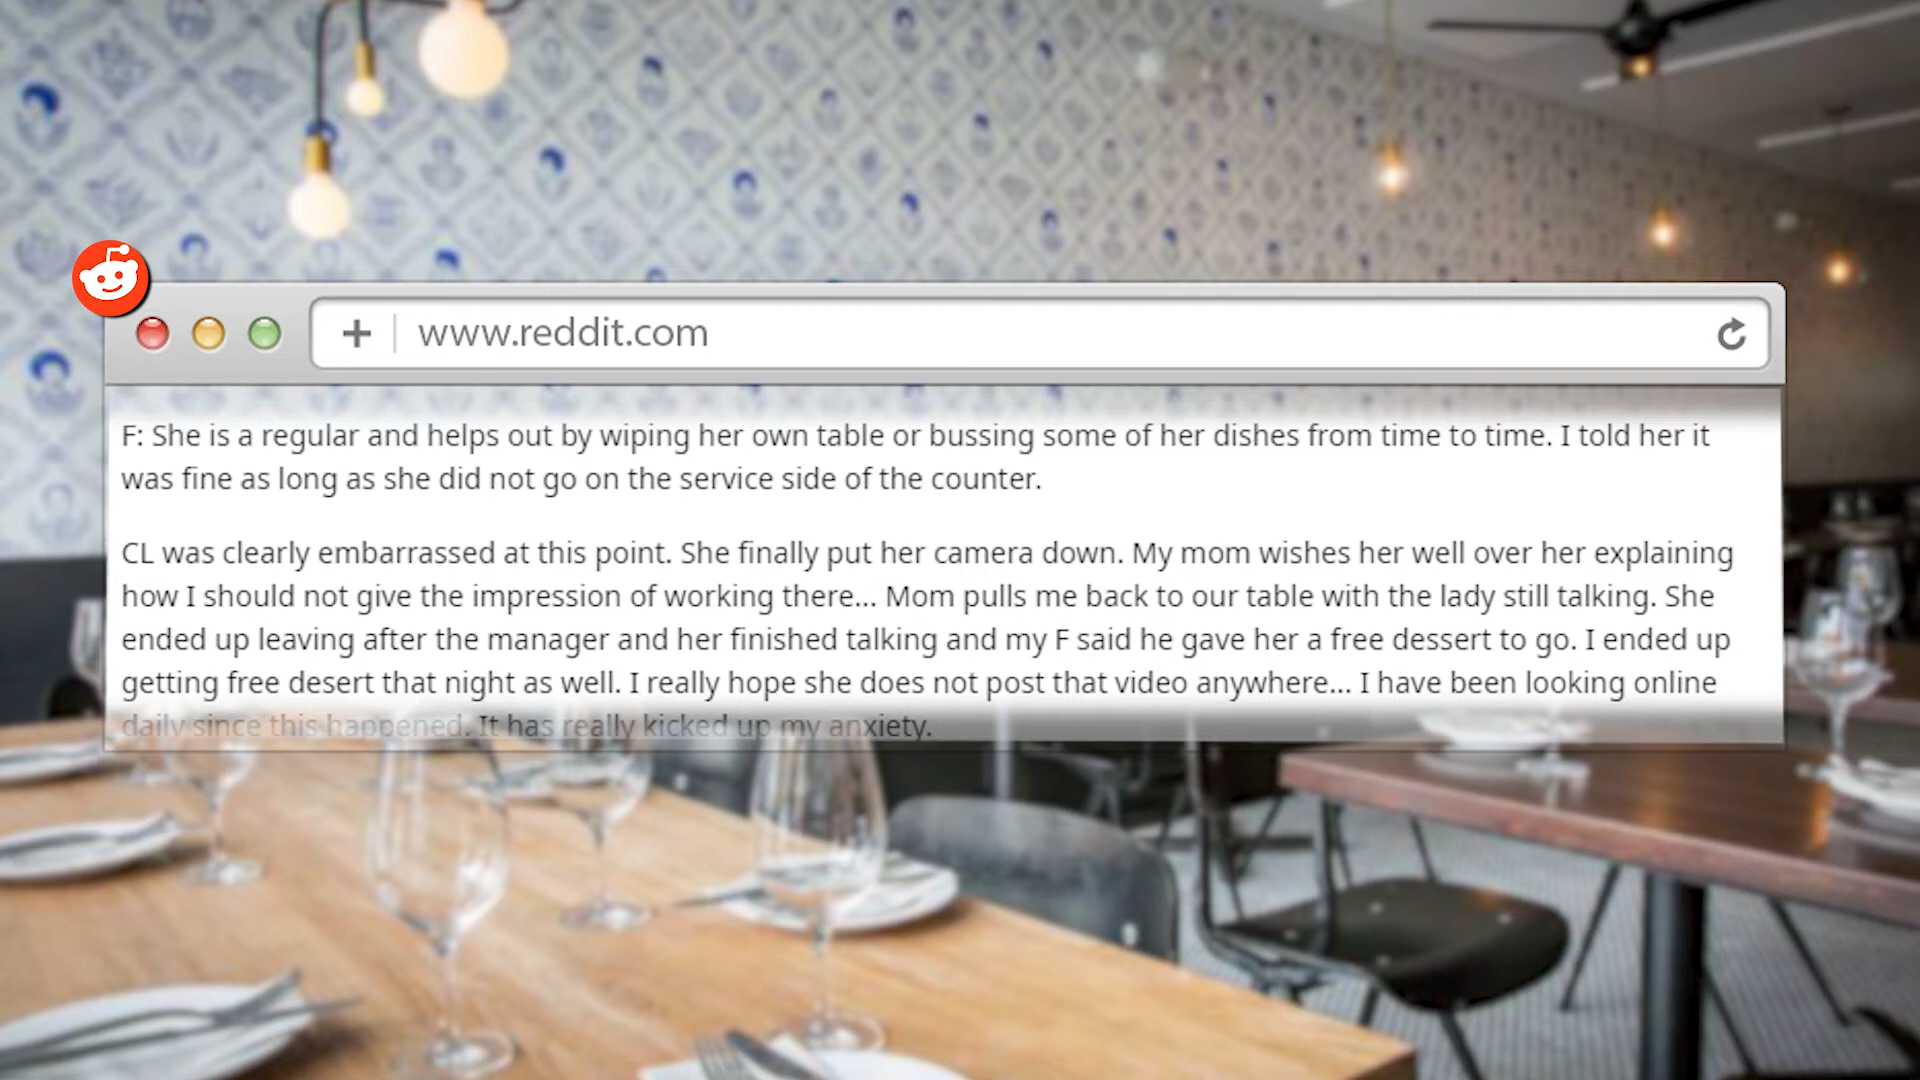 www.reddit.com
F: She is a regular and helps out by wiping her own table or bussing some of her dishes from time to time. I told her it
was fine as long as she did not go on the service side of the counter.
CL was clearly embarrassed at this point. She finally put her camera down. My mom wishes her well over her explaining
how I should not give the impression of working there... Mom pulls me back to our table with the lady still talking. She
ended up leaving after the manager and her finished talking and my F said he gave her a free dessert to go. I ended up
getting free desert that night as well. I really hope she does not post that video anywhere... I have been looking online
daily since this happened. It has really kicked up my anxiety.